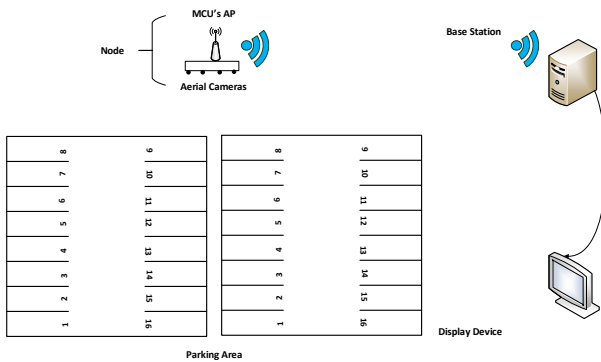 MCU's AP
Base Station
Node
Aerial Cameras
8 9 8 9
7 10 7 10
6 11 6 11
5 12 5 12
4 13 4 13
3 14 3 14
2 15 2 15
1 16 1 16
Display Device
Parking Area